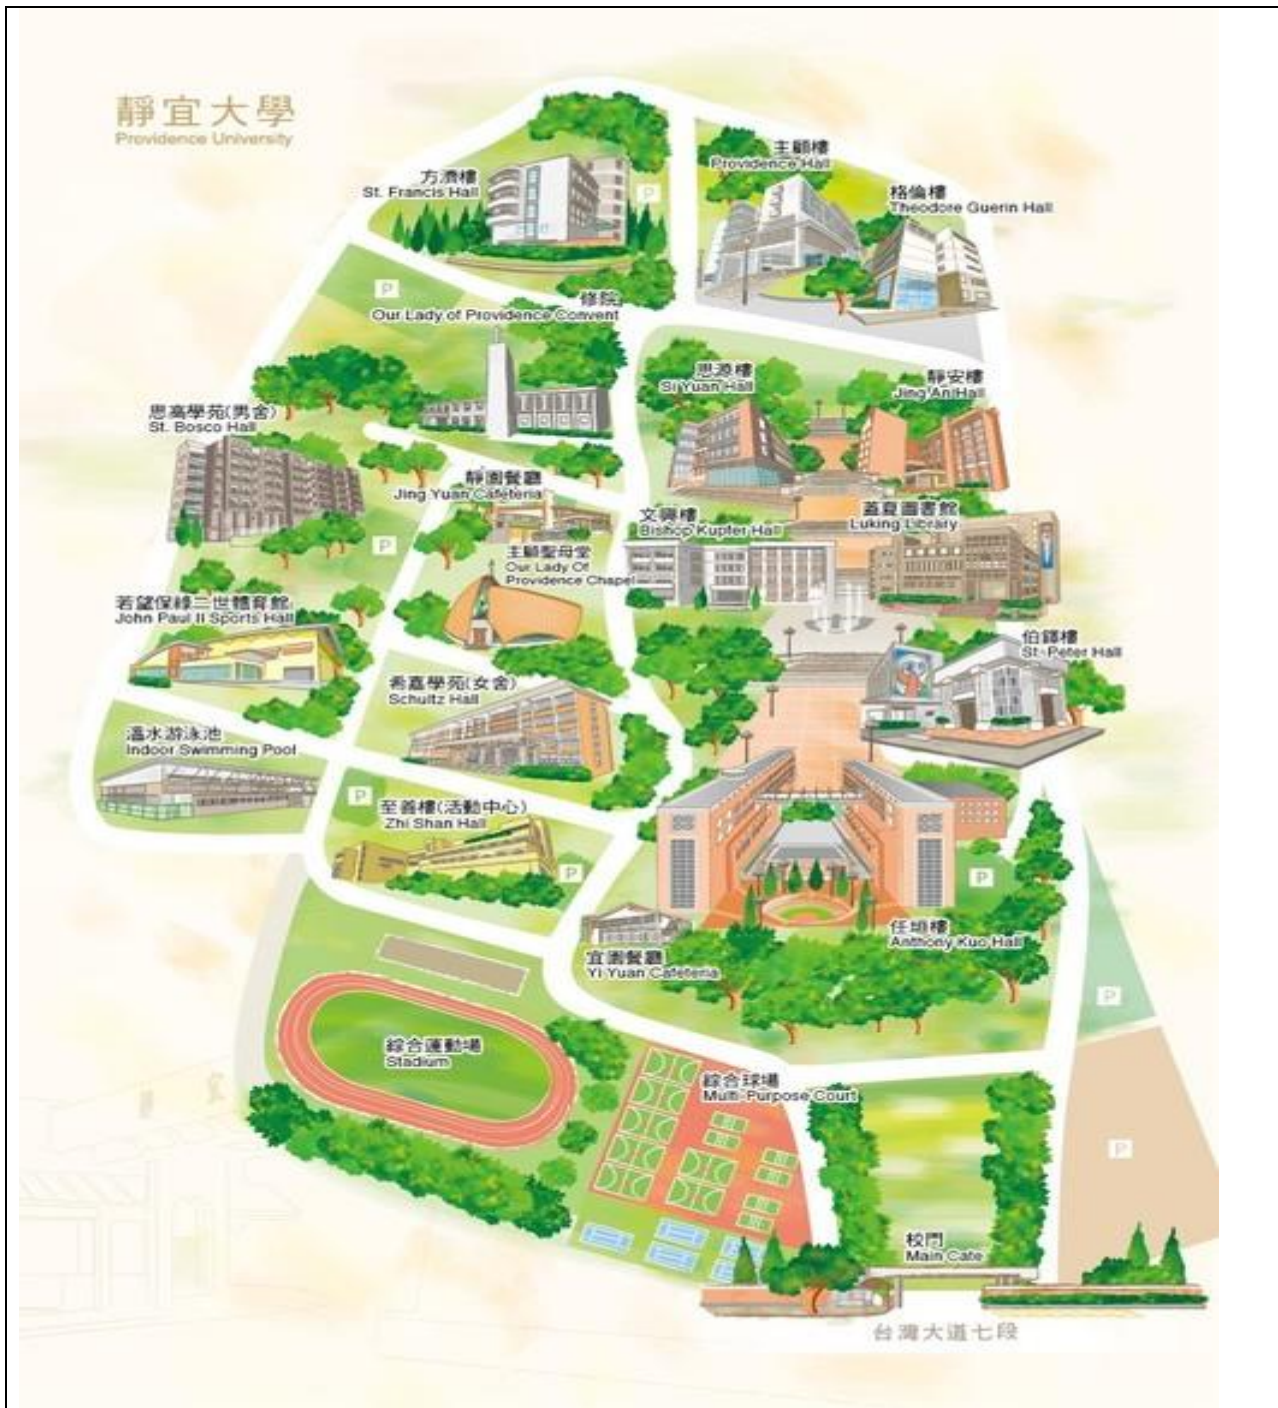 靜宜大學
Providence University
主顧樓
Providence Hall
方濟樓
St. Francis Hall
P
格倫樓
Theodore Guerin Hall
P
修院
Our Lady of Providence Convent
思源樓
Si Yuan Hall
靜安樓
Jing An Hall
思高學苑(男舍)
St. Bosco Hall
靜園餐廳
Jing Yuan Cafeteria
文興樓
Bishop Kupfer Hall
蓋夏圖書館
Luking Library
P
主顧聖母堂
Our Lady Of
Providence Chapel
若望保祿二世體育館
John Paul II Sports Hall
伯鐸樓
St. Peter Hall
希嘉學苑(女舍)
Schultz Hall
溫水游泳池
Indoor Swimming Pool
P
至善樓(活動中心)
Zhi Shan Hall
P
P
任垣樓
Anthony Kuo Hall
宜園餐廳
Yi Yuan Cafeteria
P
綜合運動場
Stadium
綜合球場
Multi-Purpose Court
P
校門
Main Gate
台灣大道七段